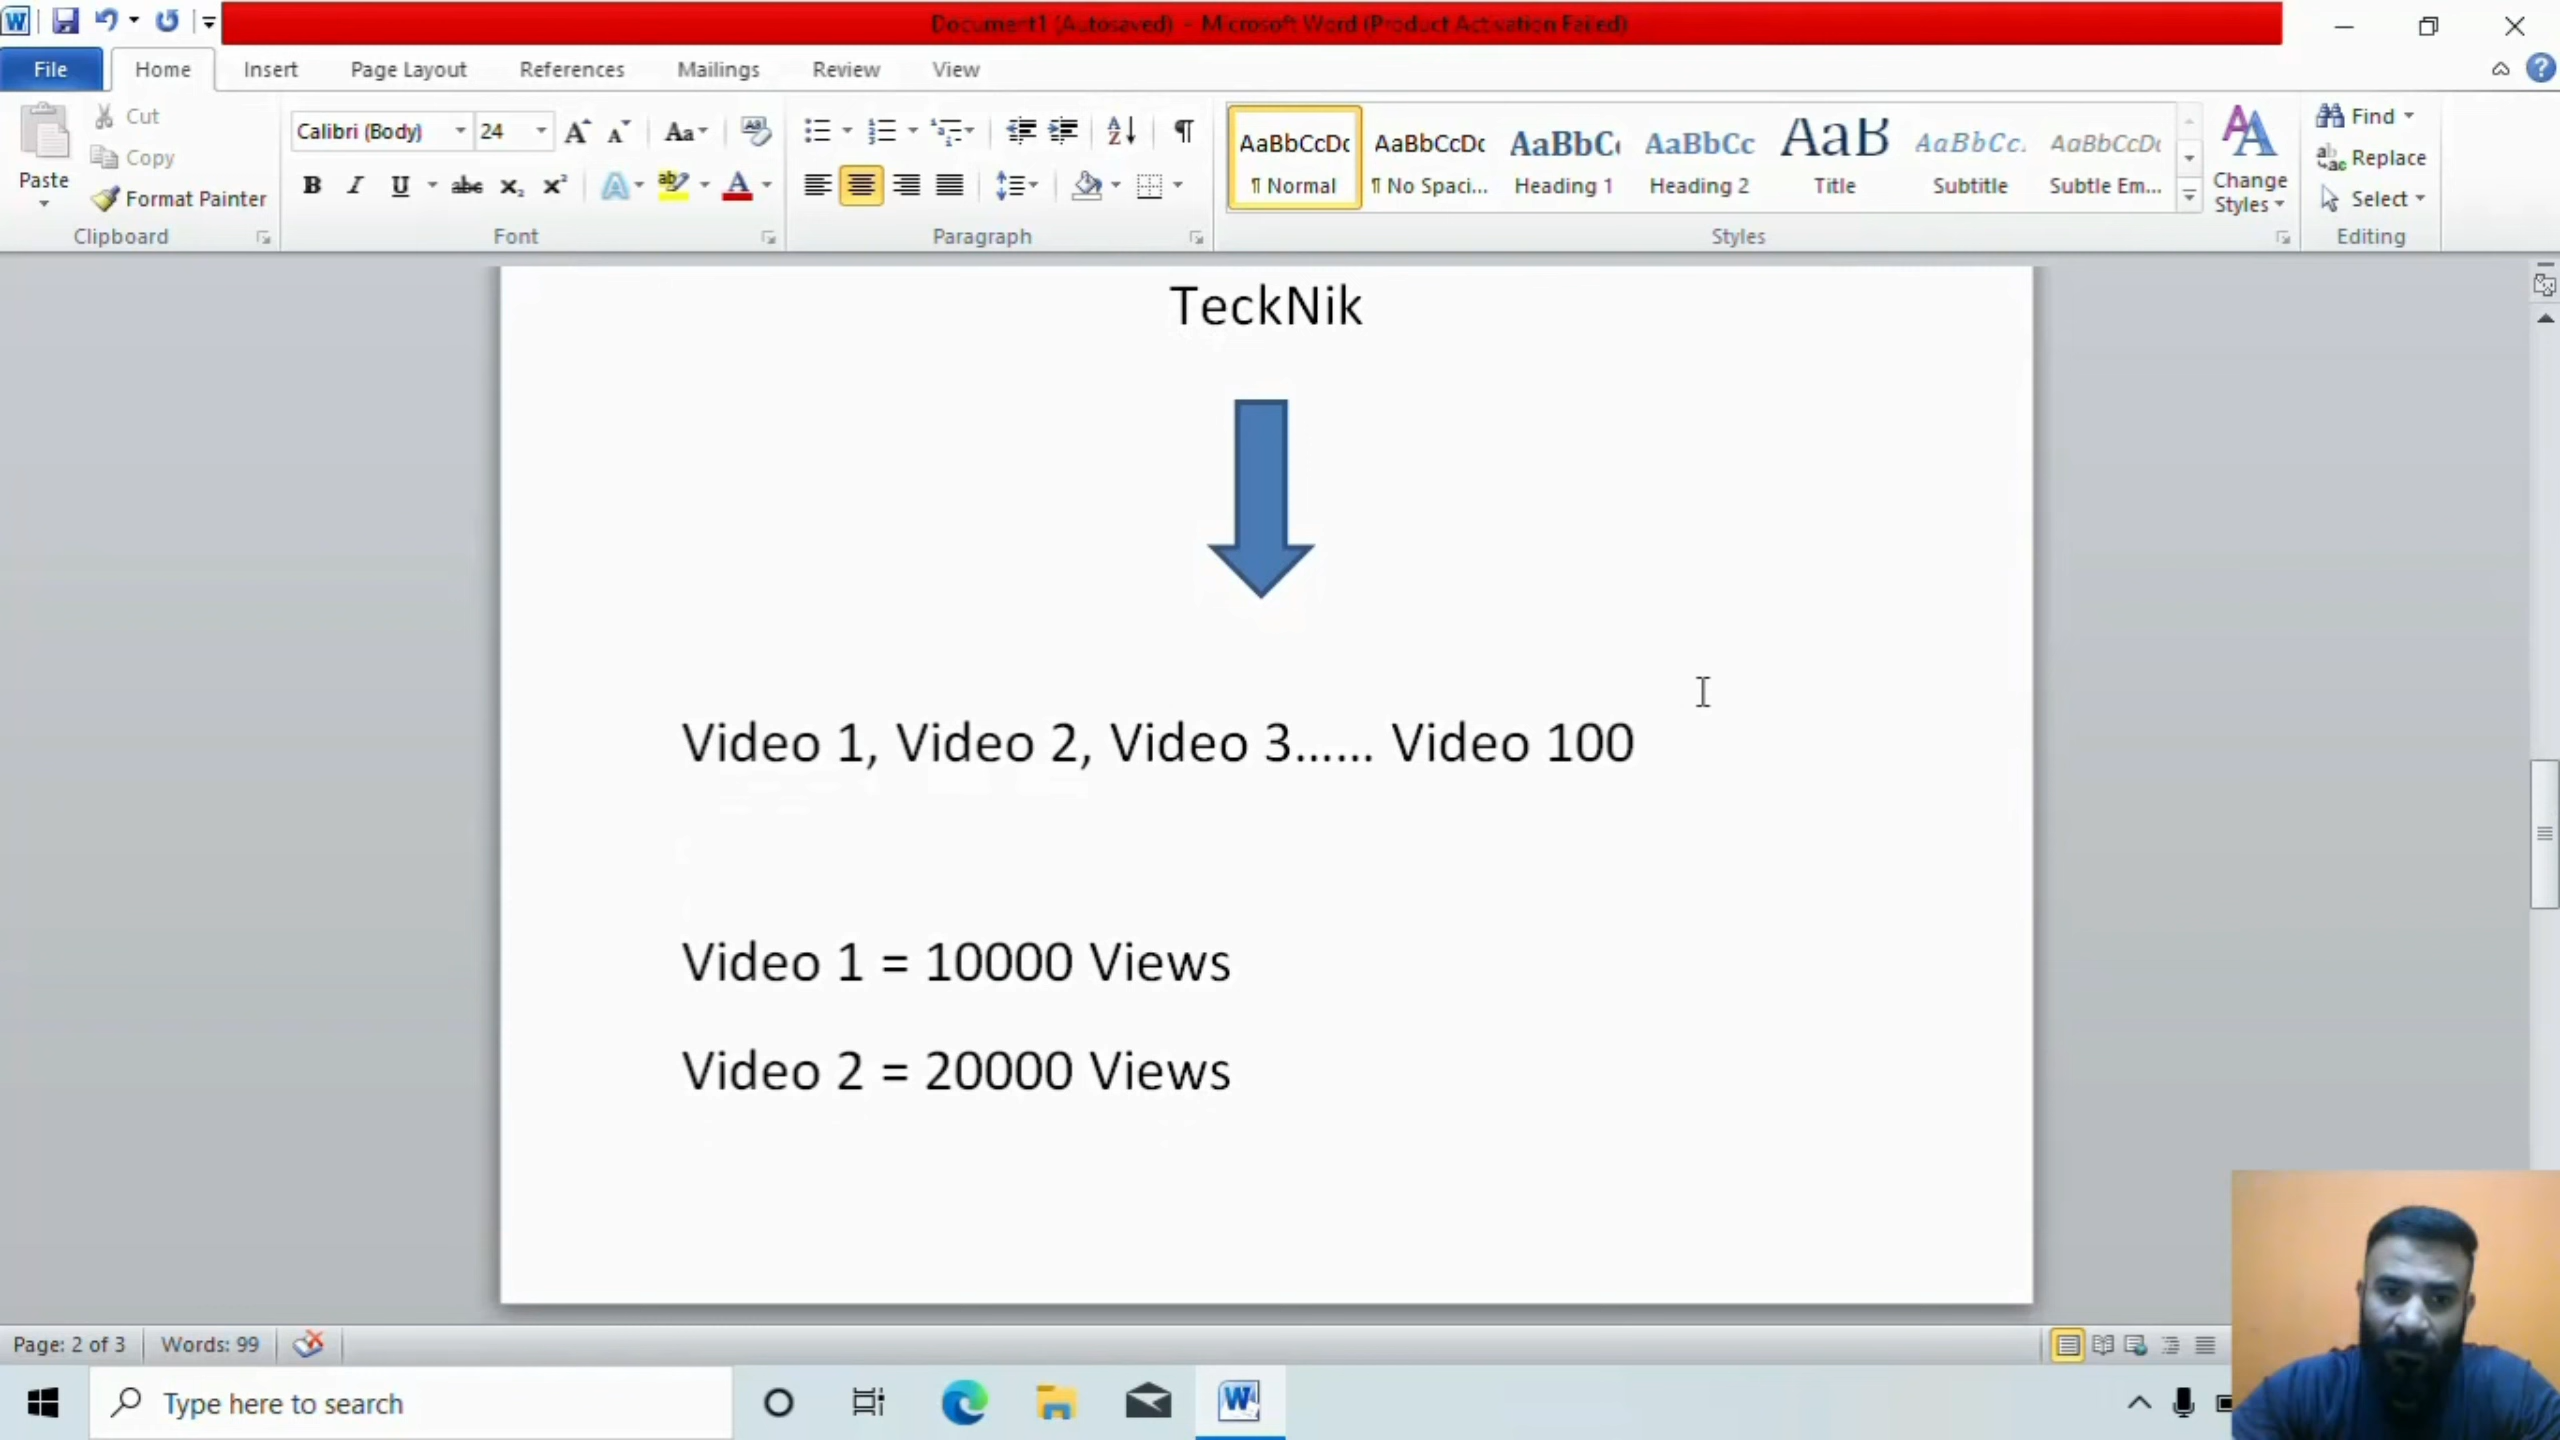 Document1 (Autosaved) - Microsoft Word (Product Activation Failed)
File Home Insert Page Layout References Mailings Review View
Paste
Cut
Copy
Format Painter
Clipboard
Calibri (Body) 24
Font
Paragraph
AaBbCcDc AaBbCcDc AaBbC AaBbCc AaB AaBbCc. AaBbCcDc
¶ Normal ¶ No Spaci... Heading 1 Heading 2 Title Subtitle Subtle Em...
Change Styles
Styles
Find
Replace
Select
Editing
TeckNik
Video 1, Video 2, Video 3...... Video 100
Video 1 = 10000 Views
Video 2 = 20000 Views
Page: 2 of 3 Words: 99
Type here to search